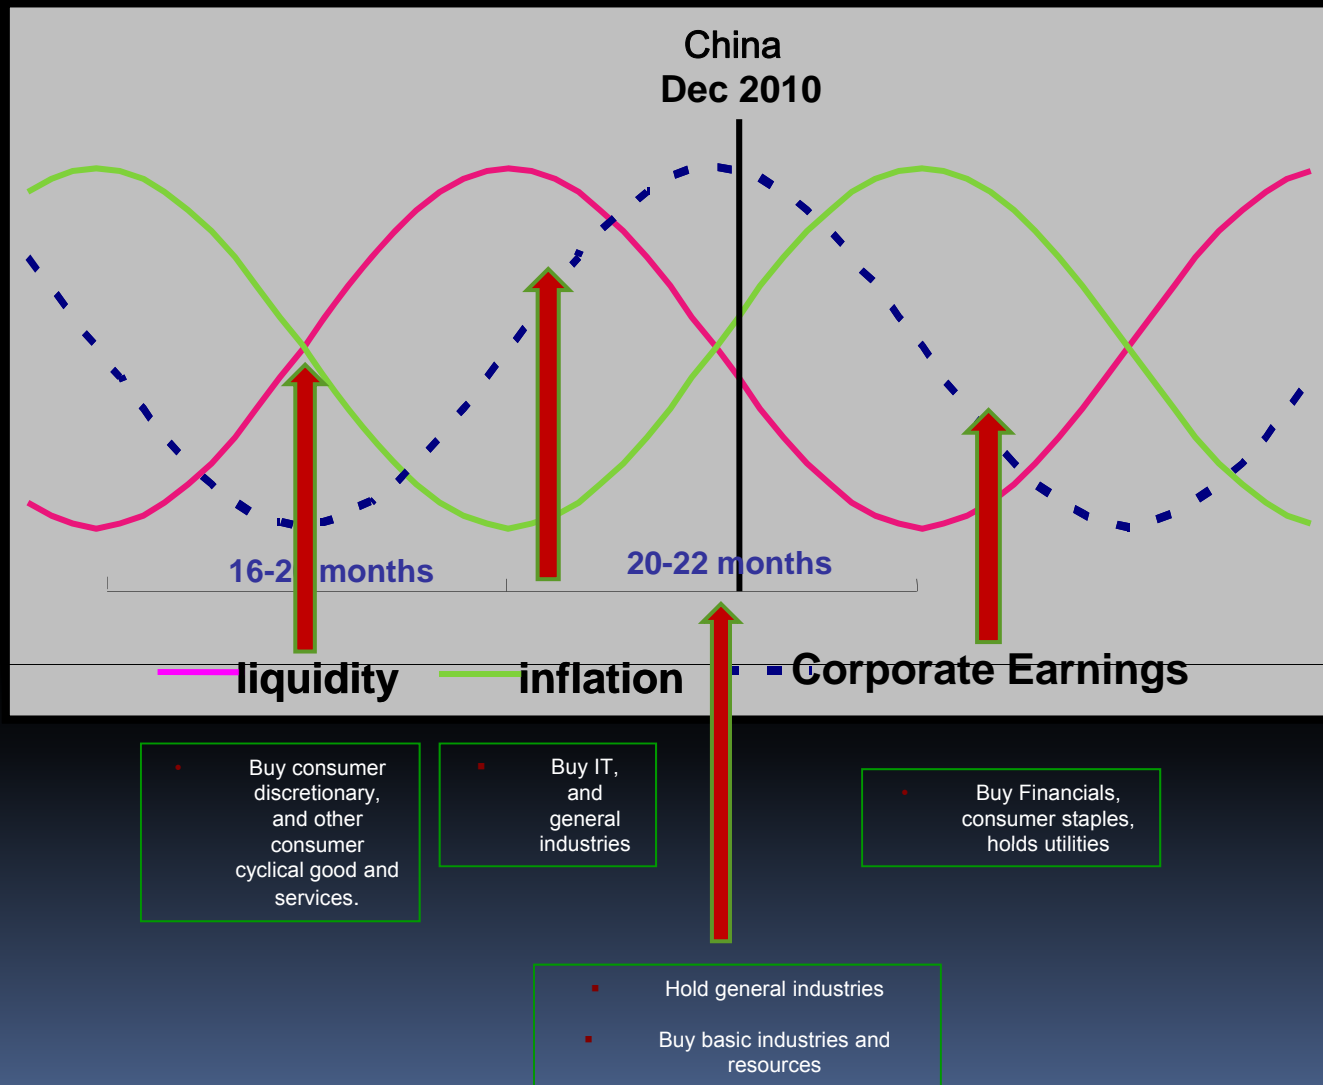 China
Dec 2010
16-2 months
20-22 months
liquidity
inflation
Corporate Earnings
Buy consumer
discretionary,
and other
consumer
cyclical good and
services.
Buy IT,
and
general
industries
Buy Financials,
consumer staples,
holds utilities
Hold general industries
Buy basic industries and
resources